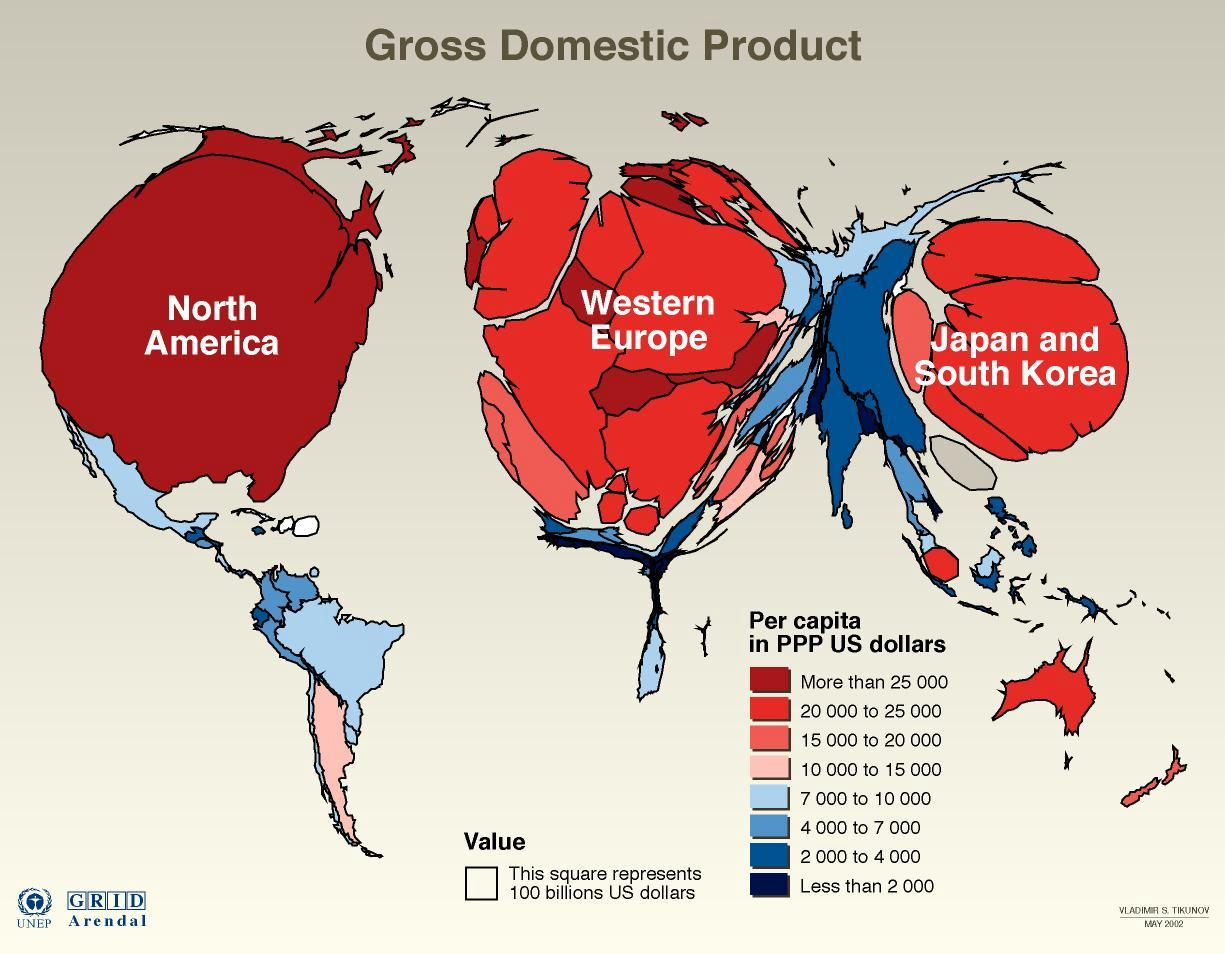 Gross Domestic Product
North
America
Western
Europe
Japan and
South Korea
Per capita
in PPP US dollars
More than 25 000
20 000 to 25 000
15 000 to 20 000
10 000 to 15 000
7 000 to 10 000
4 000 to 7 000
2 000 to 4 000
Less than 2 000
Value
This square represents
100 billions US dollars
UNEP
GRID
Arendal
VLADIMIR S. TIKUNOV
MAY 2002